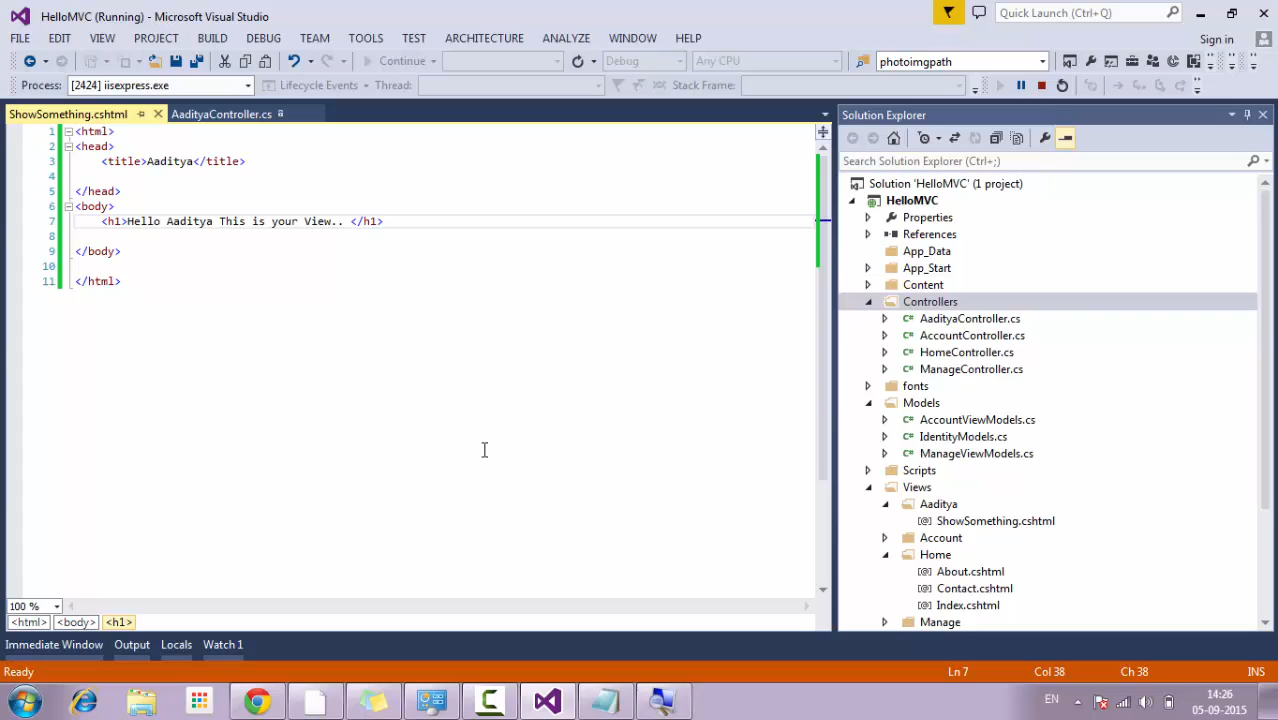 HelloMVC (Running) - Microsoft Visual Studio
Quick Launch (Ctrl+Q)
FILE EDIT VIEW PROJECT BUILD DEBUG TEAM TOOLS TEST ARCHITECTURE ANALYZE WINDOW HELP
Sign in
Continue Debug Any CPU photoimgpath
Process: [2424] iisexpress.exe Lifecycle Events Thread: Stack Frame:
ShowSomething.cshtml AadityaController.cs
1 <html>
2 <head>
3 <title>Aaditya</title>
4
5 </head>
6 <body>
7 <h1>Hello Aaditya This is your View.. </h1>
8
9 </body>
10
11 </html>
100 %
<html> <body> <h1>
Solution Explorer
Search Solution Explorer (Ctrl+;)
Solution 'HelloMVC' (1 project)
HelloMVC
Properties
References
App_Data
App_Start
Content
Controllers
C# AadityaController.cs
C# AccountController.cs
C# HomeController.cs
C# ManageController.cs
fonts
Models
C# AccountViewModels.cs
C# IdentityModels.cs
C# ManageViewModels.cs
Scripts
Views
Aaditya
[@] ShowSomething.cshtml
Account
Home
[@] About.cshtml
[@] Contact.cshtml
[@] Index.cshtml
Manage
Immediate Window Output Locals Watch 1
Ready Ln 7 Col 38 Ch 38 INS
EN 14:26
05-09-2015